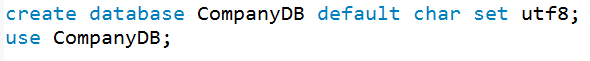 create database CompanyDB default char set utf8;
use CompanyDB;